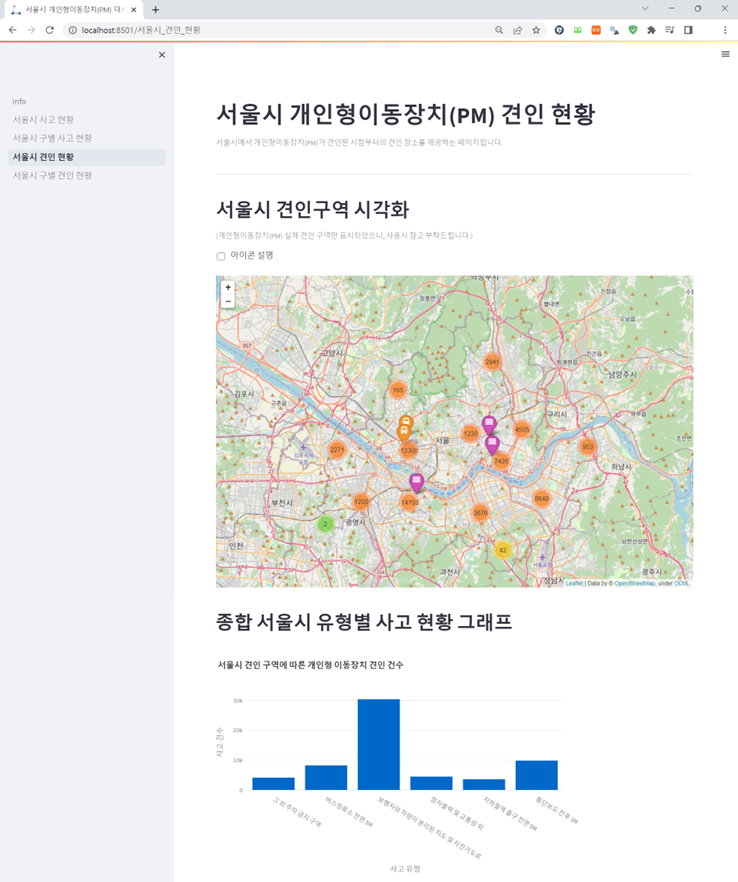 서울시 개인형이동장치(PM) 대
localhost:8501/서울시_견인_현황
Info
서울시 사고 현황
서울시 구별 사고 현황
서울시 견인 현황
서울시 구별 견인 현황
서울시 개인형이동장치(PM) 견인 현황
서울시에서 개인형이동장치(PM)가 견인된 시점부터의 견인 장소를 제공하는 페이지입니다.
서울시 견인구역 시각화
(개인형이동장치(PM) 실제 견인 구역만 표시되었으니, 사용시 참고 부탁드립니다.)
아이콘 설명
+
−
의정부시
고양시
2941
남양주시
165
김포시
구리시
1230
4505
서울
2271
12300
7426
953
하남시
부천시
1200
14703
8640
3676
2
광명시
42
인천
과천시
성남시
광주시
Leaflet | Data by © OpenStreetMap, under ODbL.
종합 서울시 유형별 사고 현황 그래프
서울시 견인 구역에 따른 개인형 이동장치 견인 건수
30k
20k
10k
0
사고 건수
그 외 주차 금지 구역
버스정류소 전면 5M
보행자와 차량이 분리된 차도 및 자전거도로
점자블럭 및 교통섬 위
지하철역 출구 전면 5M
횡단보도 전후 3M
사고 유형